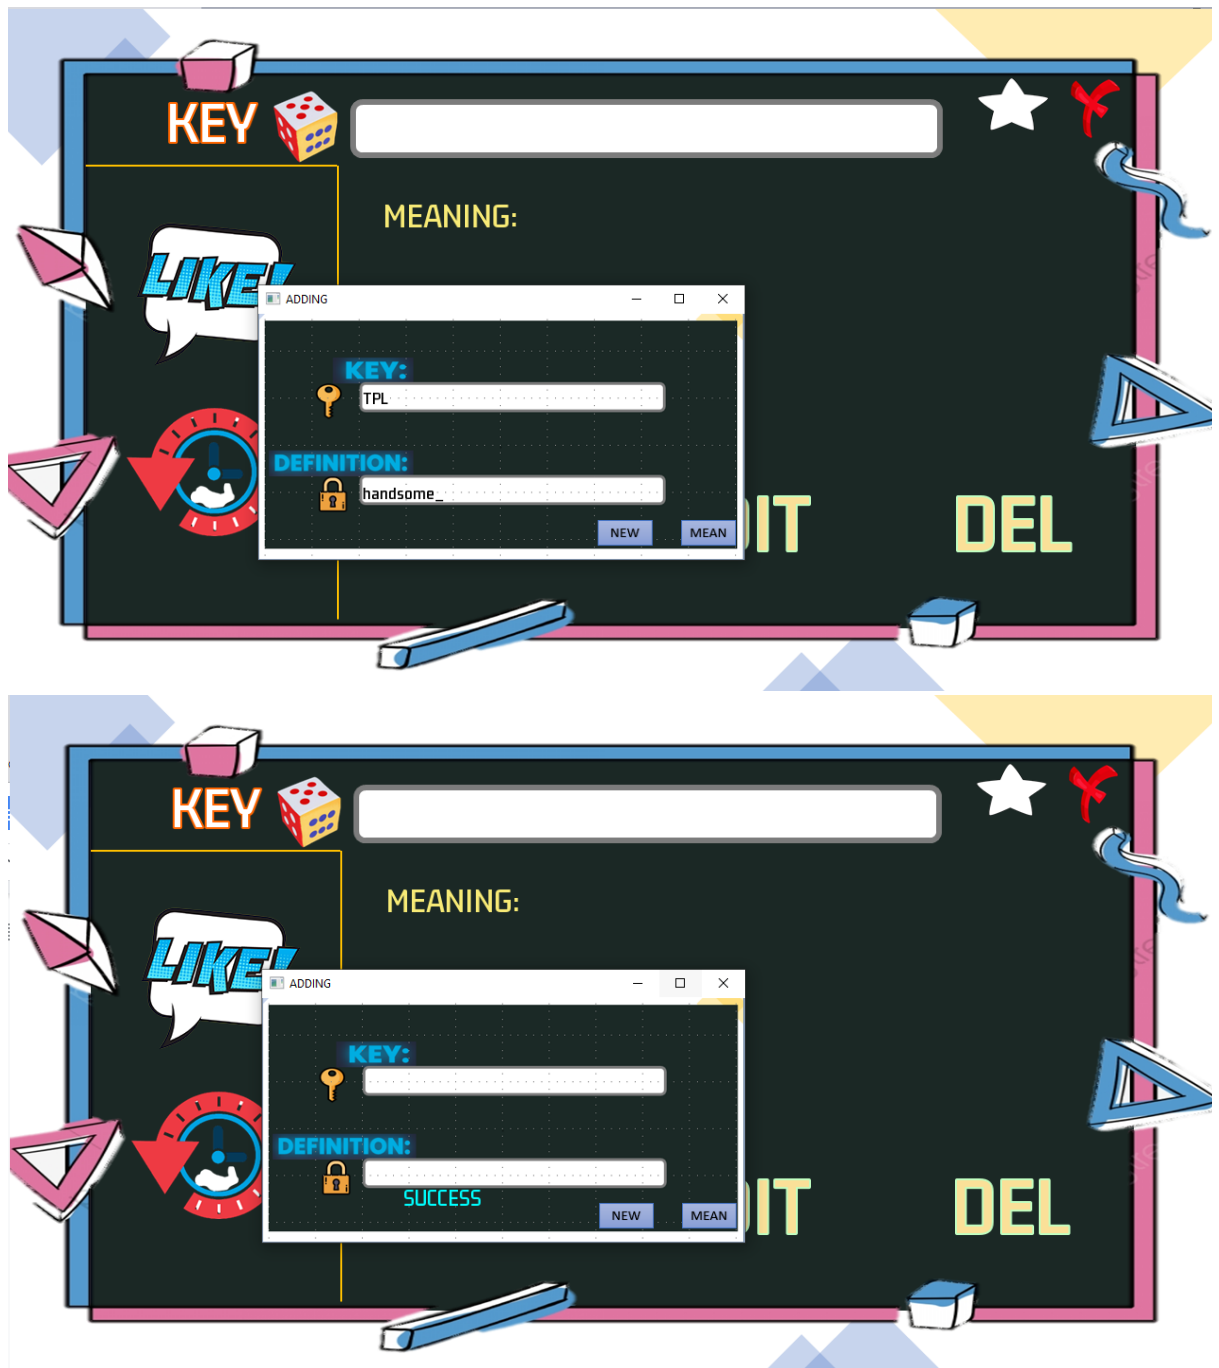 KEY
MEANING:
LIKE!
ADDING
KEY:
TPL
DEFINITION:
handsome_
NEW MEAN
IT DEL
KEY
MEANING:
LIKE!
ADDING
KEY:
DEFINITION:
SUCCESS
NEW MEAN
IT DEL